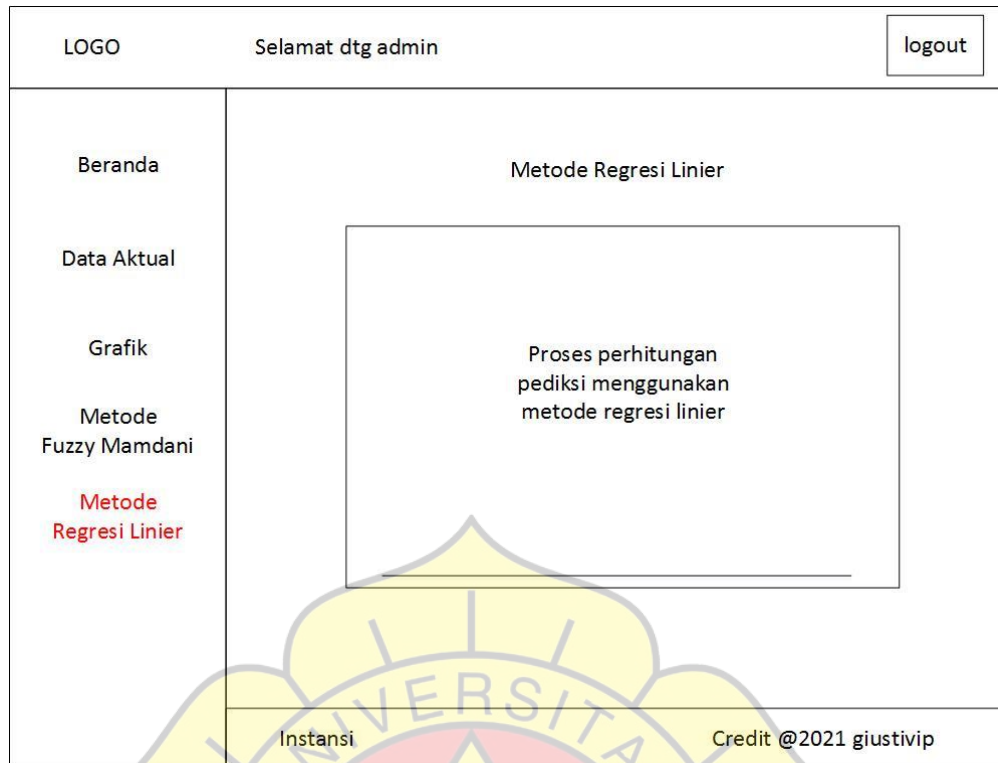 LOGO
Selamat dtg admin
logout
Beranda
Data Aktual
Grafik
Metode
Fuzzy Mamdani
Metode
Regresi Linier
Metode Regresi Linier
Proses perhitungan
pediksi menggunakan
metode regresi linier
Instansi
Credit @2021 giustivip
NIVERSITA